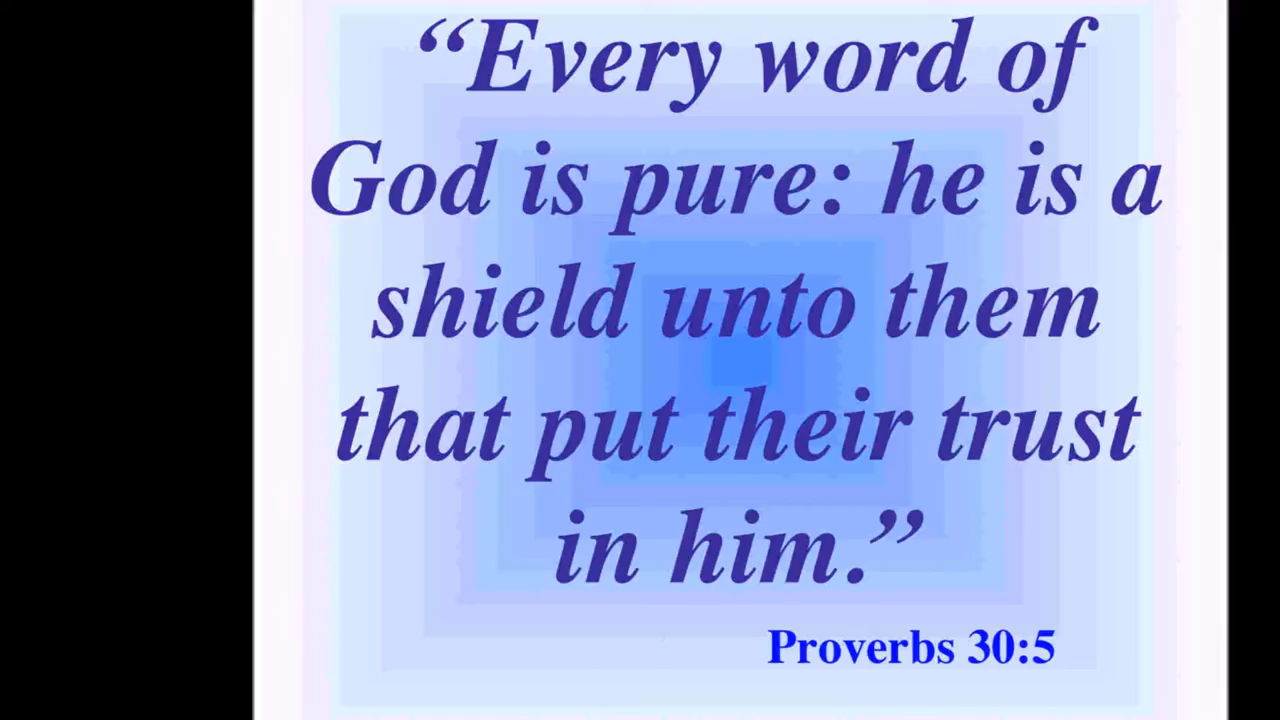 “Every word of
God is pure: he is a
shield unto them
that put their trust
in him.”
Proverbs 30:5